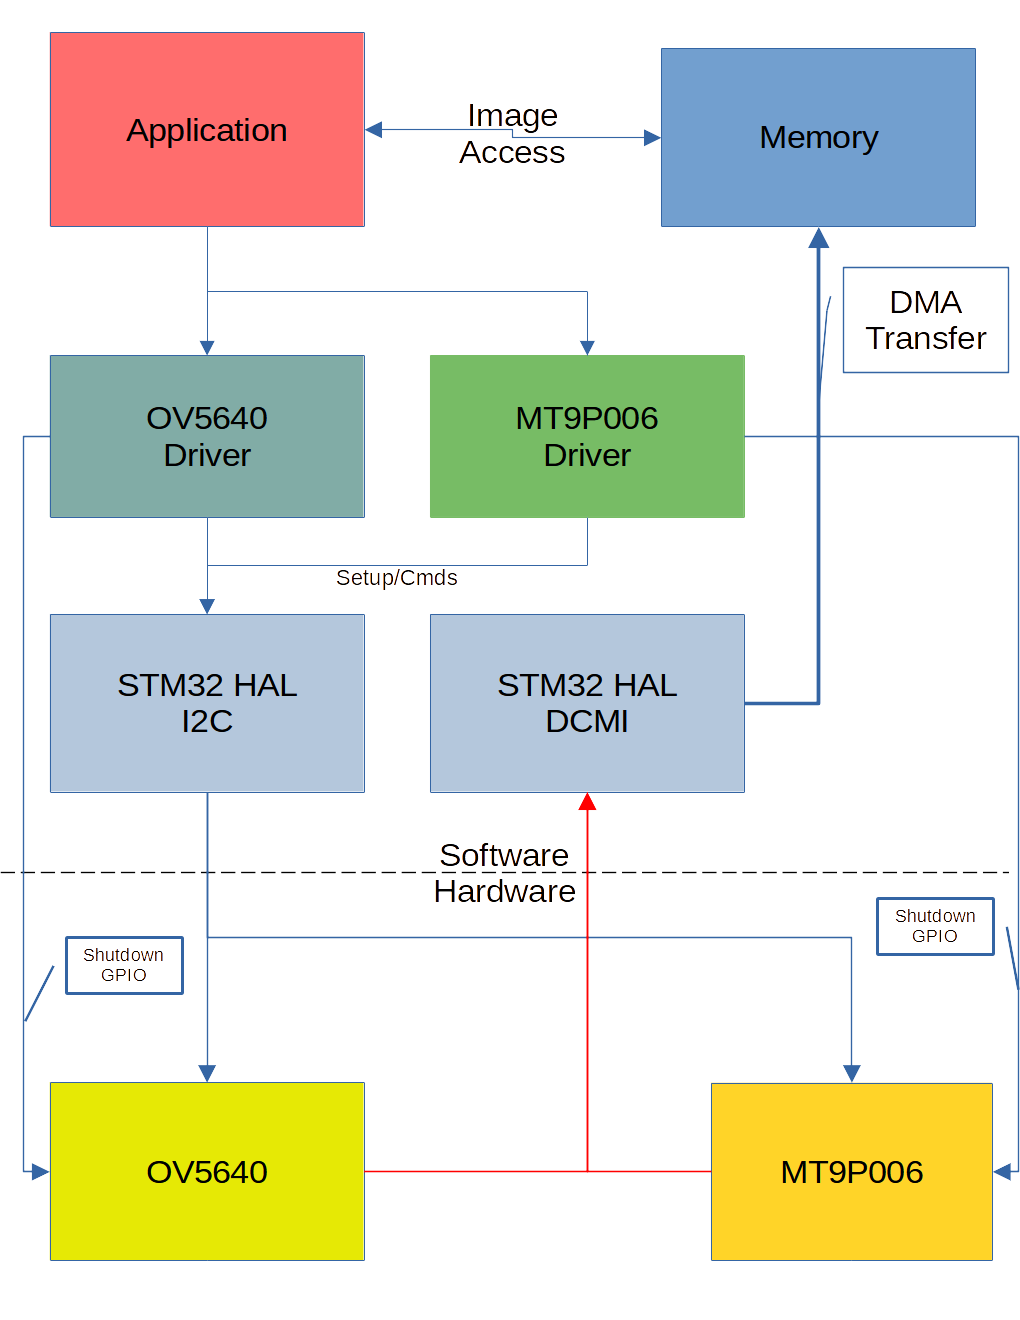 Application
Image
Access
Memory
DMA
Transfer
OV5640
Driver
MT9P006
Driver
Setup/Cmds
STM32 HAL
I2C
STM32 HAL
DCMI
Software
Hardware
Shutdown
GPIO
Shutdown
GPIO
OV5640
MT9P006